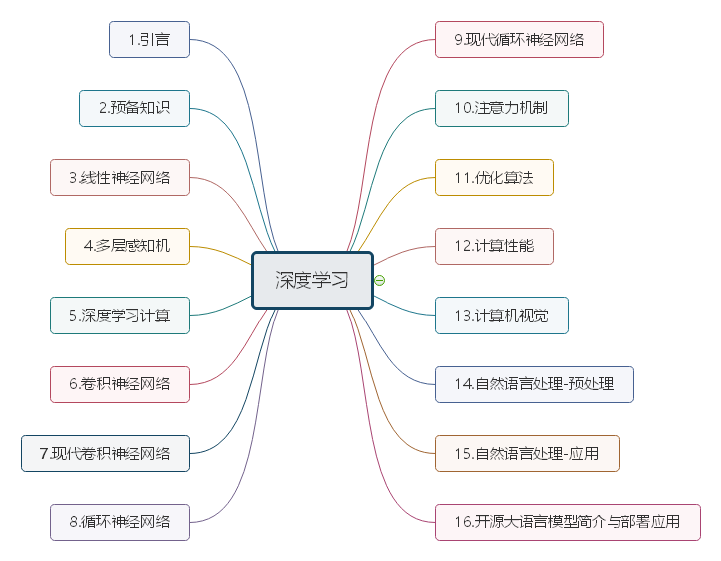 1.引言
2.预备知识
3.线性神经网络
4.多层感知机
5.深度学习计算
6.卷积神经网络
7.现代卷积神经网络
8.循环神经网络
深度学习
9.现代循环神经网络
10.注意力机制
11.优化算法
12.计算性能
13.计算机视觉
14.自然语言处理-预处理
15.自然语言处理-应用
16.开源大语言模型简介与部署应用